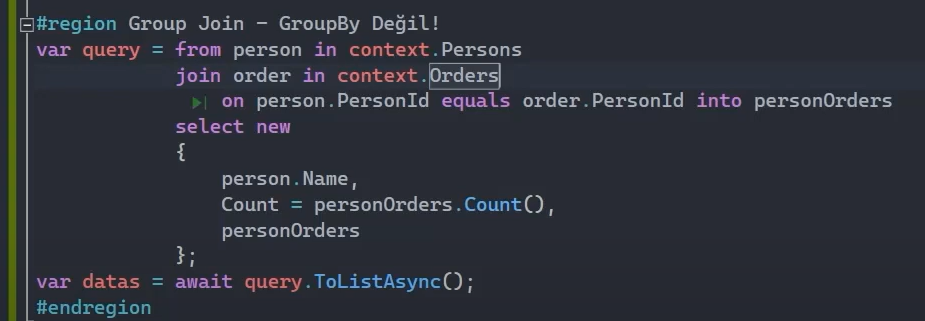 #region Group Join - GroupBy Değil!
var query = from person in context.Persons
            join order in context.Orders
                on person.PersonId equals order.PersonId into personOrders
            select new
            {
                person.Name,
                Count = personOrders.Count(),
                personOrders
            };
var datas = await query.ToListAsync();
#endregion